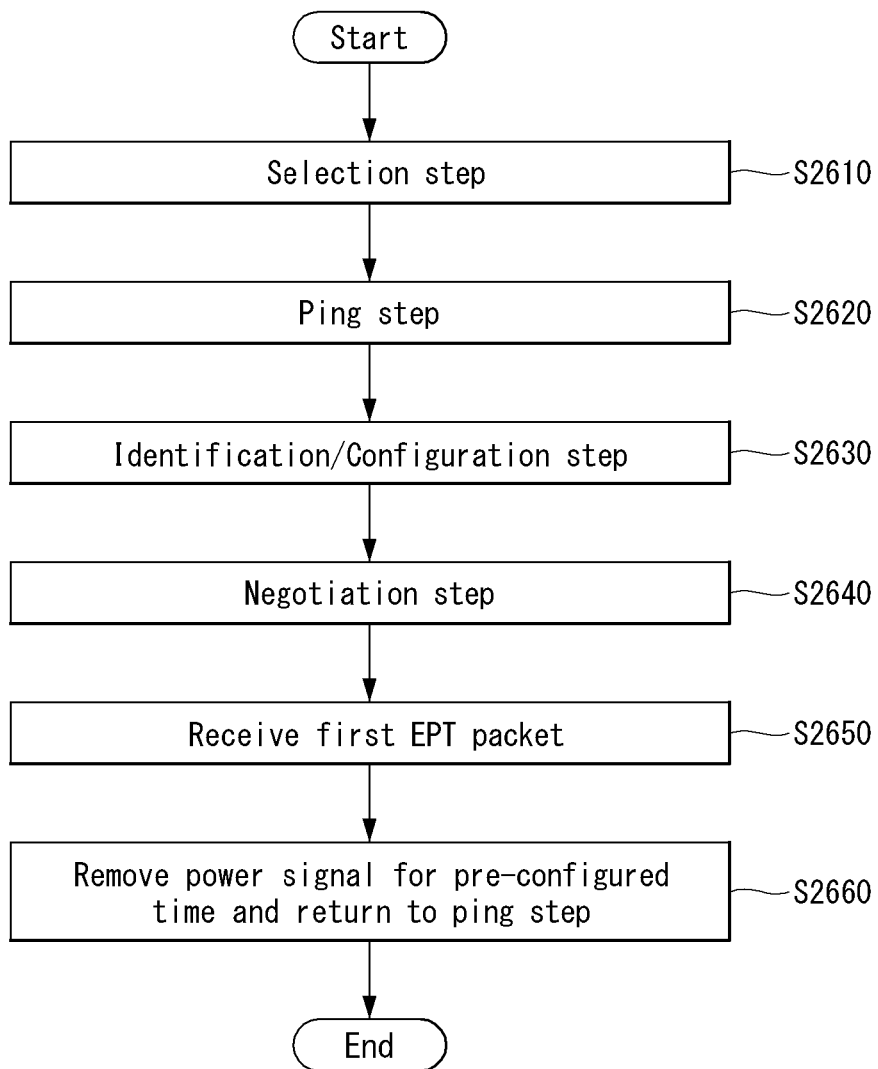 Start
Selection step
S2610
Ping step
S2620
Identification/Configuration step
S2630
Negotiation step
S2640
Receive first EPT packet
S2650
Remove power signal for pre-configured
time and return to ping step
S2660
End